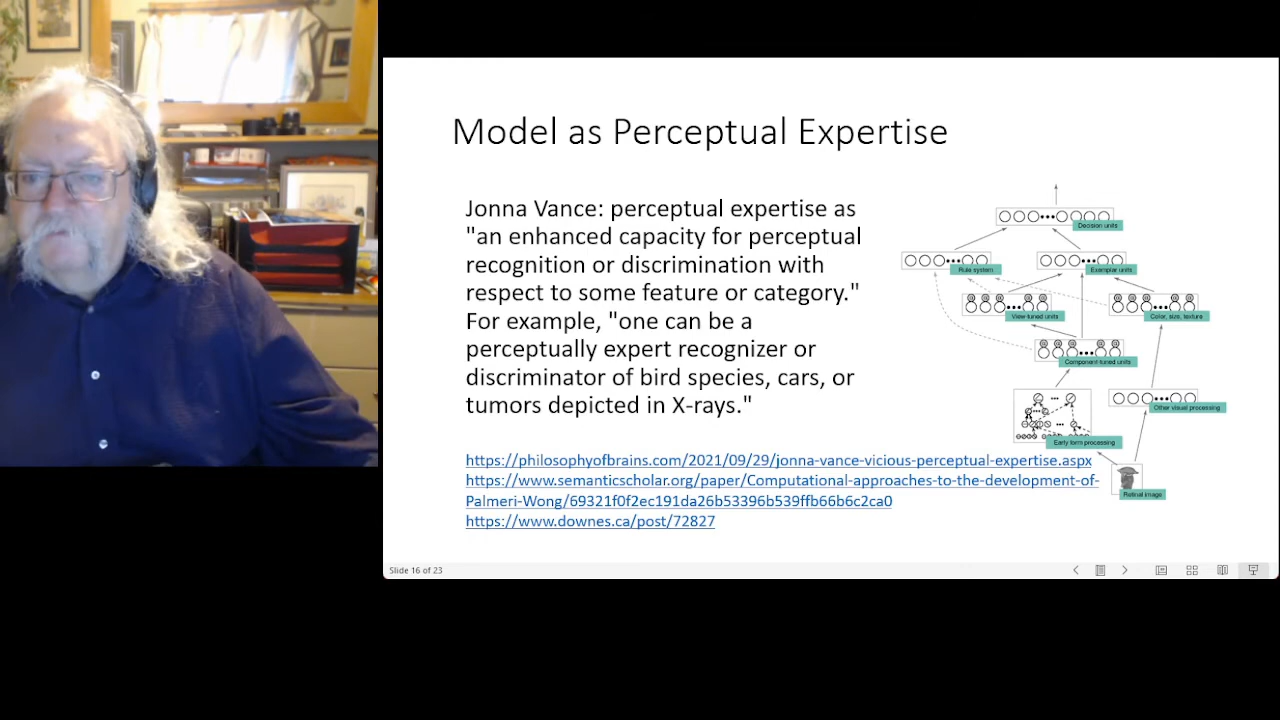 Model as Perceptual Expertise
Jonna Vance: perceptual expertise as
"an enhanced capacity for perceptual
recognition or discrimination with
respect to some feature or category."
For example, "one can be a
perceptually expert recognizer or
discriminator of bird species, cars, or
tumors depicted in X-rays."
https://philosophyofbrains.com/2021/09/29/jonna-vance-vicious-perceptual-expertise.aspx
https://www.semanticscholar.org/paper/Computational-approaches-to-the-development-of-
Palmeri-Wong/69321f0f2ec191da26b53396b539ffb66b6c2ca0
https://www.downes.ca/post/72827
Decision units
Rule system
Exemplar units
View-tuned units
Color, size, texture
Component-tuned units
Other visual processing
Early form processing
Retinal image
Slide 16 of 23